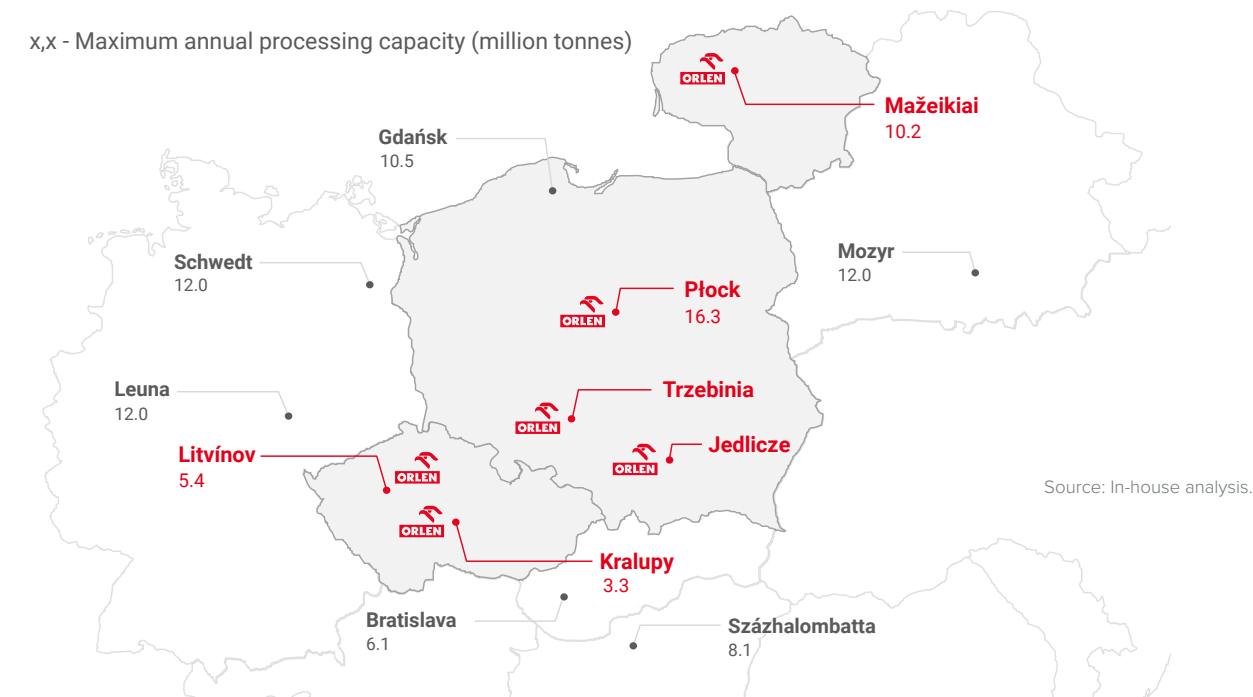 x,x - Maximum annual processing capacity (million tonnes)
ORLEN
Mažeikiai
10.2
Gdańsk
10.5
Schwedt
12.0
Mozyr
12.0
Płock
16.3
ORLEN
Leuna
12.0
Trzebinia
ORLEN
Jedlicze
ORLEN
Litvínov
5.4
ORLEN
Source: In-house analysis.
ORLEN
Kralupy
3.3
Bratislava
6.1
Százhalombatta
8.1